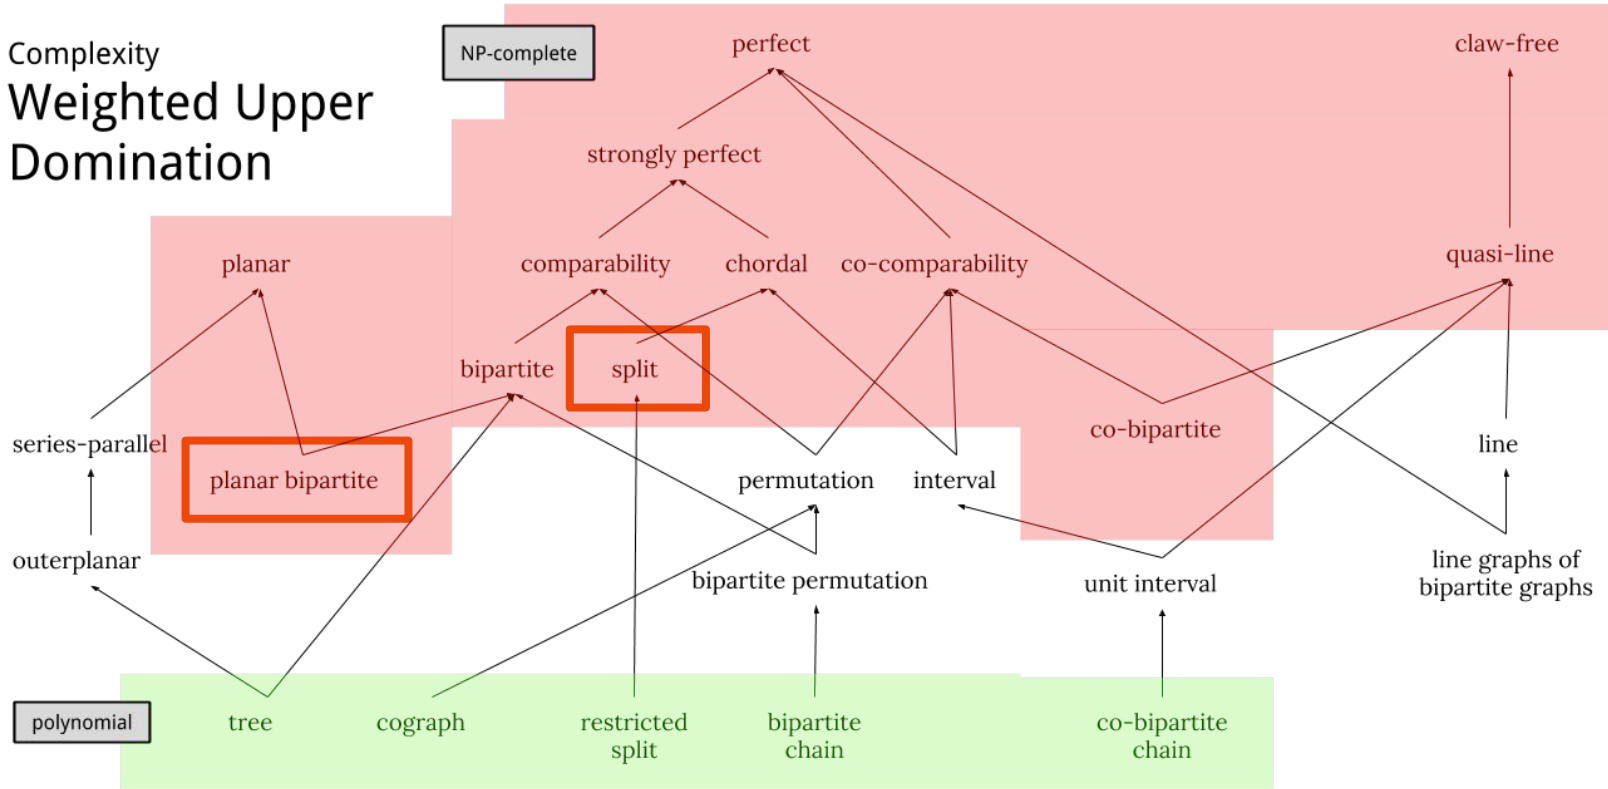 Complexity
Weighted Upper
Domination
NP-complete
perfect
claw-free
strongly perfect
planar
comparability
chordal
co-comparability
quasi-line
bipartite
split
co-bipartite
series-parallel
line
planar bipartite
permutation
interval
outerplanar
bipartite permutation
unit interval
line graphs of
bipartite graphs
polynomial
tree
cograph
restricted
split
bipartite
chain
co-bipartite
chain